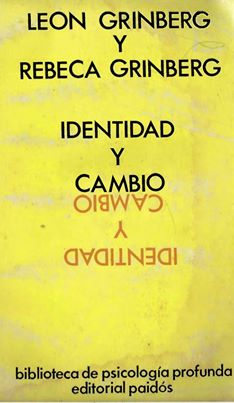 LEON GRINBERG
Y
REBECA GRINBERG
IDENTIDAD
Y
CAMBIO
CAMBIO
Y
IDENTIDAD
biblioteca de psicología profunda
editorial paidós